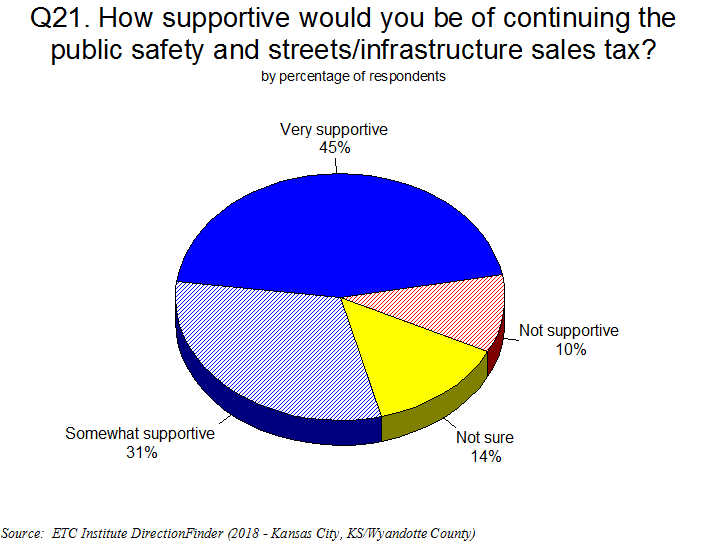 Q21. How supportive would you be of continuing the
public safety and streets/infrastructure sales tax?
by percentage of respondents
Very supportive
45%
Not supportive
10%
Somewhat supportive
31%
Not sure
14%
Source:  ETC Institute DirectionFinder (2018 - Kansas City, KS/Wyandotte County)